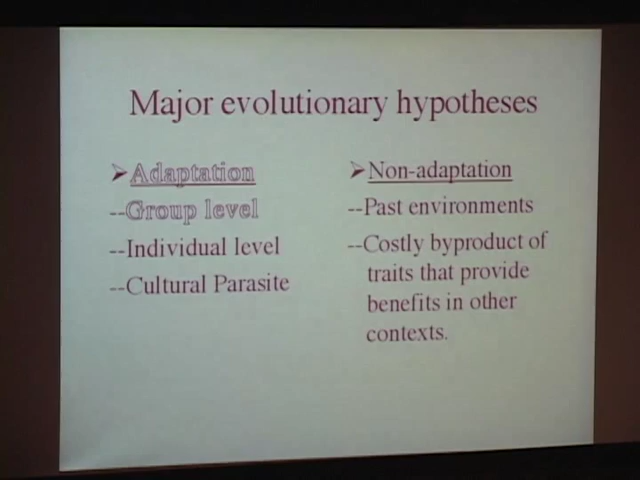 Major evolutionary hypotheses
➢Adaptation
--Group level
--Individual level
--Cultural Parasite
➢Non-adaptation
--Past environments
--Costly byproduct of
traits that provide
benefits in other
contexts.